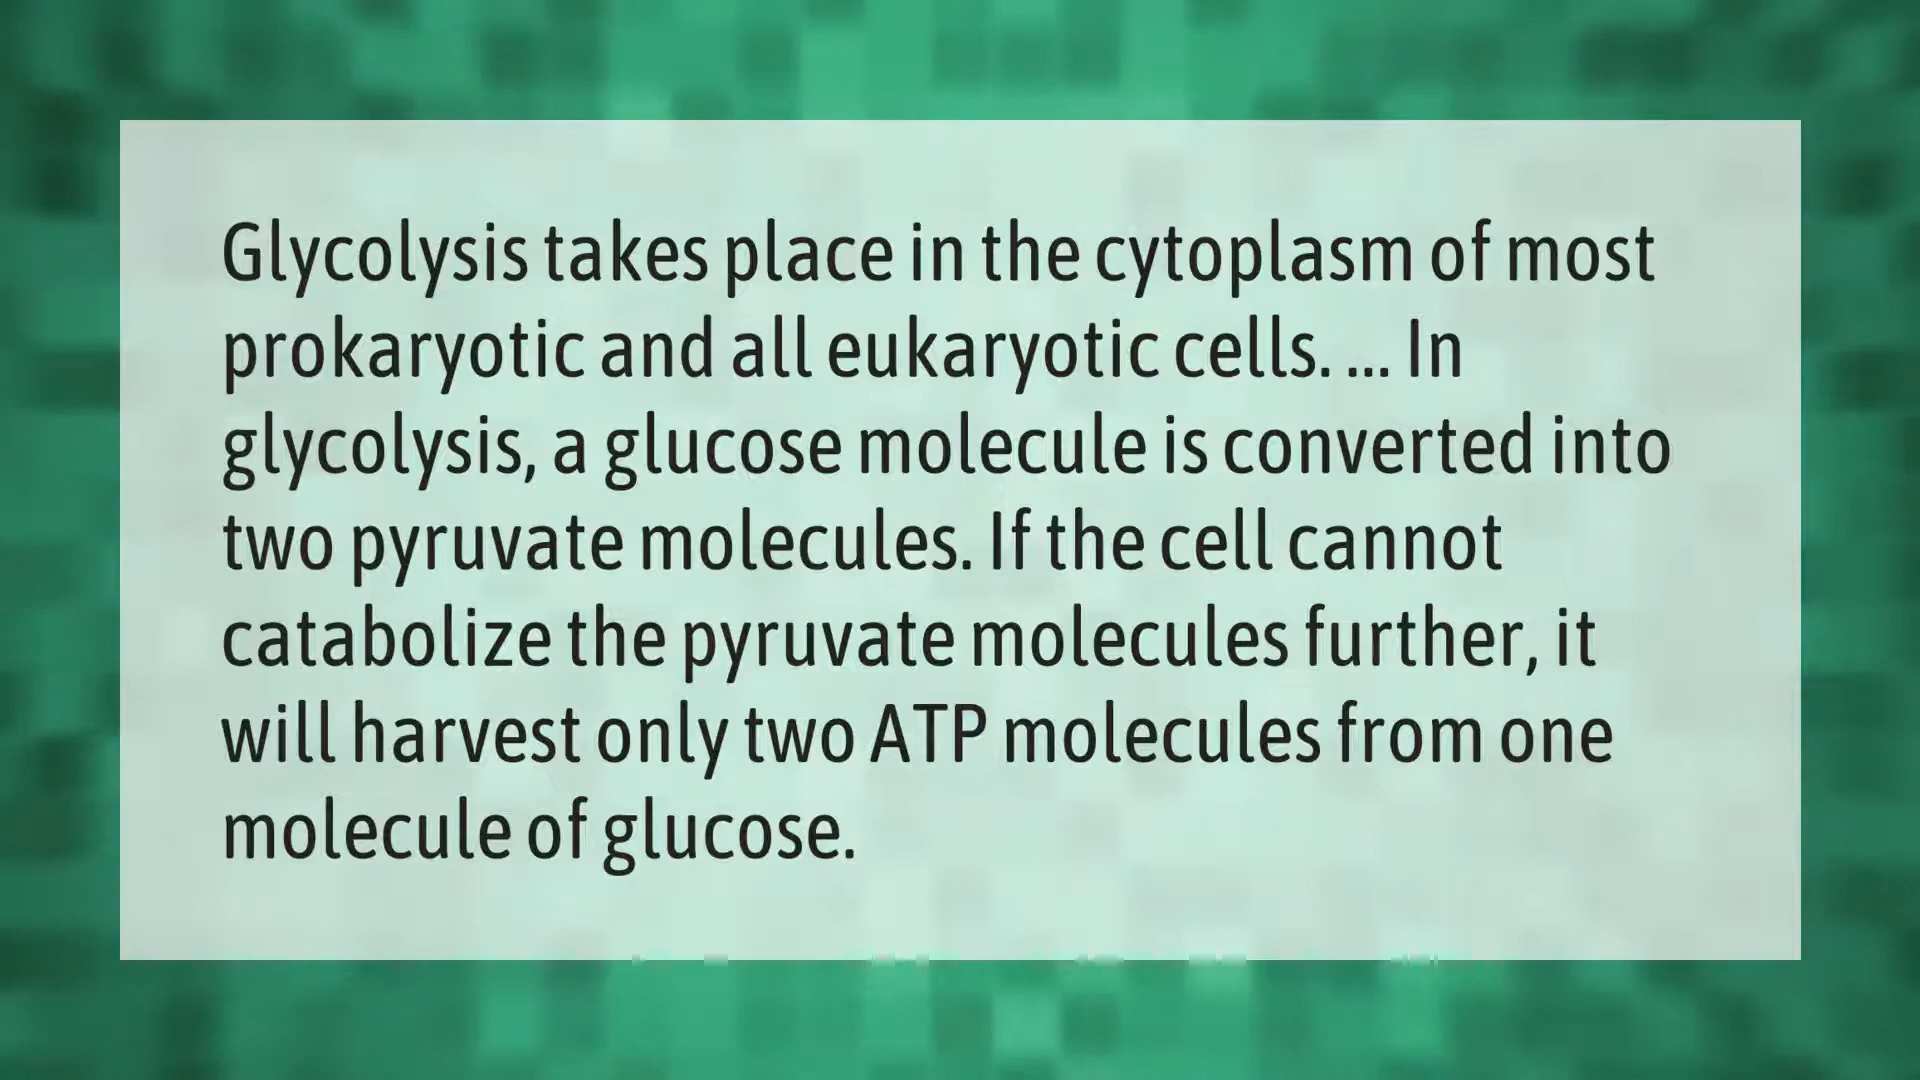 Glycolysis takes place in the cytoplasm of most
prokaryotic and all eukaryotic cells. ... In
glycolysis, a glucose molecule is converted into
two pyruvate molecules. If the cell cannot
catabolize the pyruvate molecules further, it
will harvest only two ATP molecules from one
molecule of glucose.